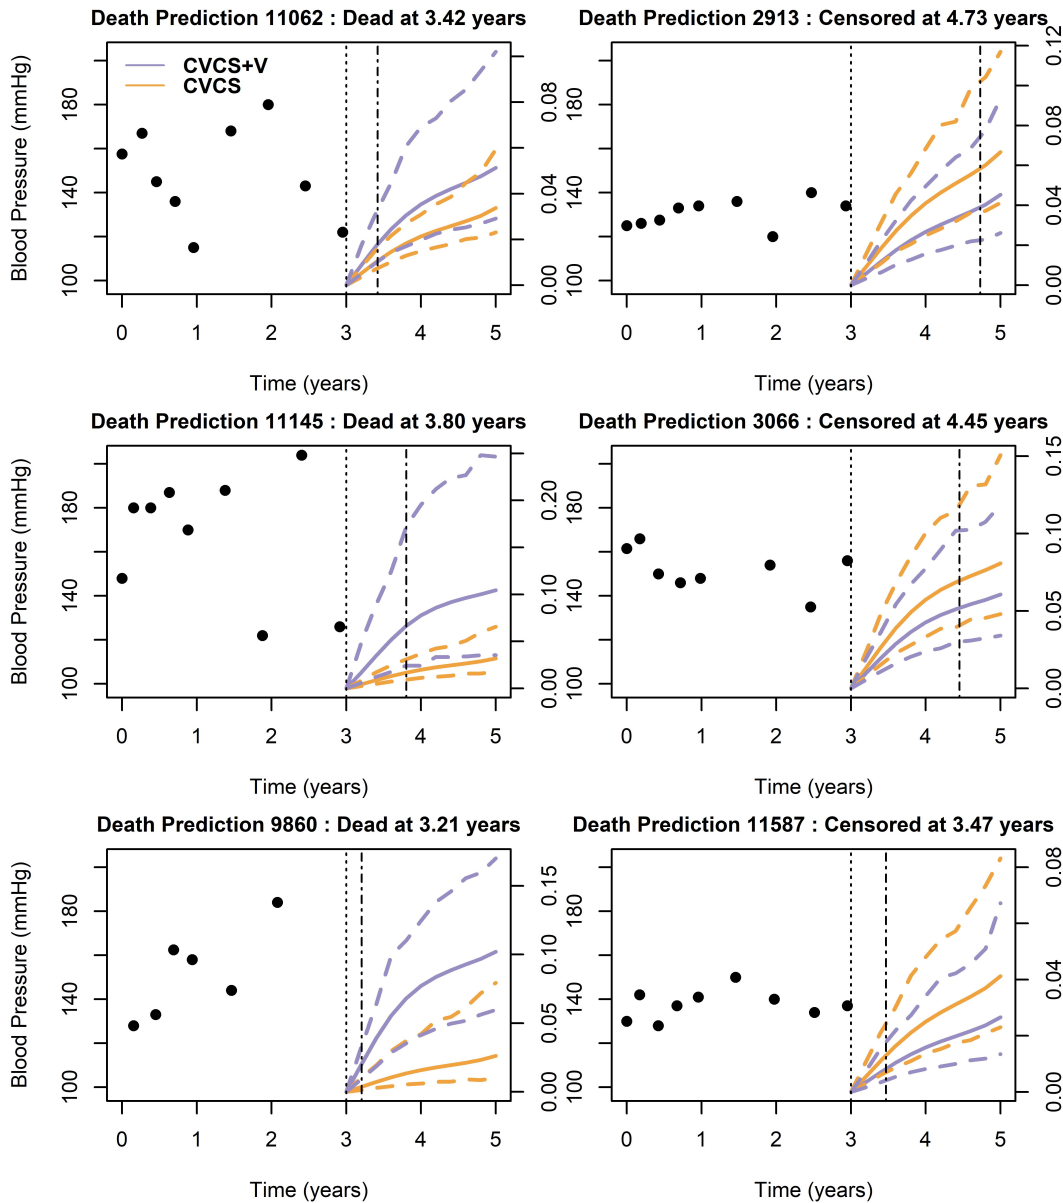 Death Prediction 11062 : Dead at 3.42 years
Death Prediction 2913 : Censored at 4.73 years
CVCS+V
CVCS
Blood Pressure (mmHg)
100 140 180
0.00 0.04 0.08
0 1 2 3 4 5
Time (years)
100 140 180
0.00 0.04 0.08 0.12
0 1 2 3 4 5
Time (years)
Death Prediction 11145 : Dead at 3.80 years
Death Prediction 3066 : Censored at 4.45 years
Blood Pressure (mmHg)
100 140 180
0.00 0.10 0.20
0 1 2 3 4 5
Time (years)
100 140 180
0.00 0.05 0.10 0.15
0 1 2 3 4 5
Time (years)
Death Prediction 9860 : Dead at 3.21 years
Death Prediction 11587 : Censored at 3.47 years
Blood Pressure (mmHg)
100 140 180
0.00 0.05 0.10 0.15
0 1 2 3 4 5
Time (years)
100 140 180
0.00 0.04 0.08
0 1 2 3 4 5
Time (years)